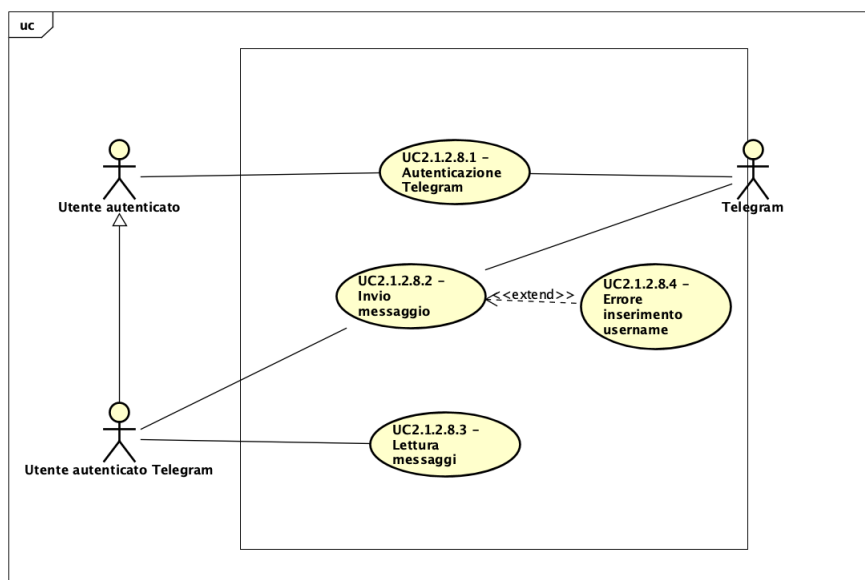 uc
UC2.1.2.8.1 -
Autenticazione
Telegram
Utente autenticato
Telegram
UC2.1.2.8.2 -
Invio
messaggio
<<extend>>
UC2.1.2.8.4 -
Errore
inserimento
username
UC2.1.2.8.3 -
Lettura
messaggi
Utente autenticato Telegram